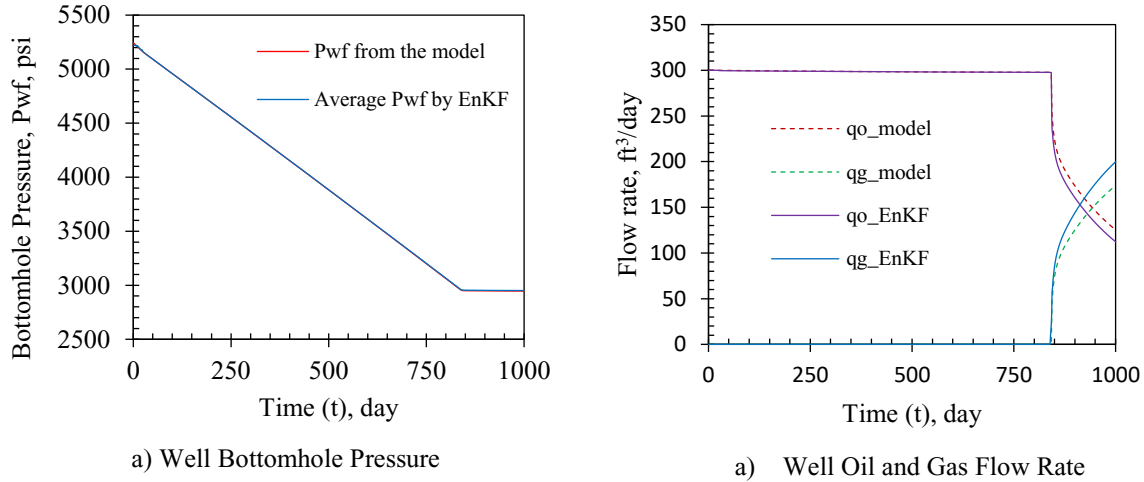 5500
5000
4500
4000
3500
3000
2500
Bottomhole Pressure, Pwf, psi
Pwf from the model
Average Pwf by EnKF
0 250 500 750 1000
Time (t), day
a) Well Bottomhole Pressure
350
300
250
200
150
100
50
0
Flow rate, ft³/day
qo_model
qg_model
qo_EnKF
qg_EnKF
0 250 500 750 1000
Time (t), day
a) Well Oil and Gas Flow Rate